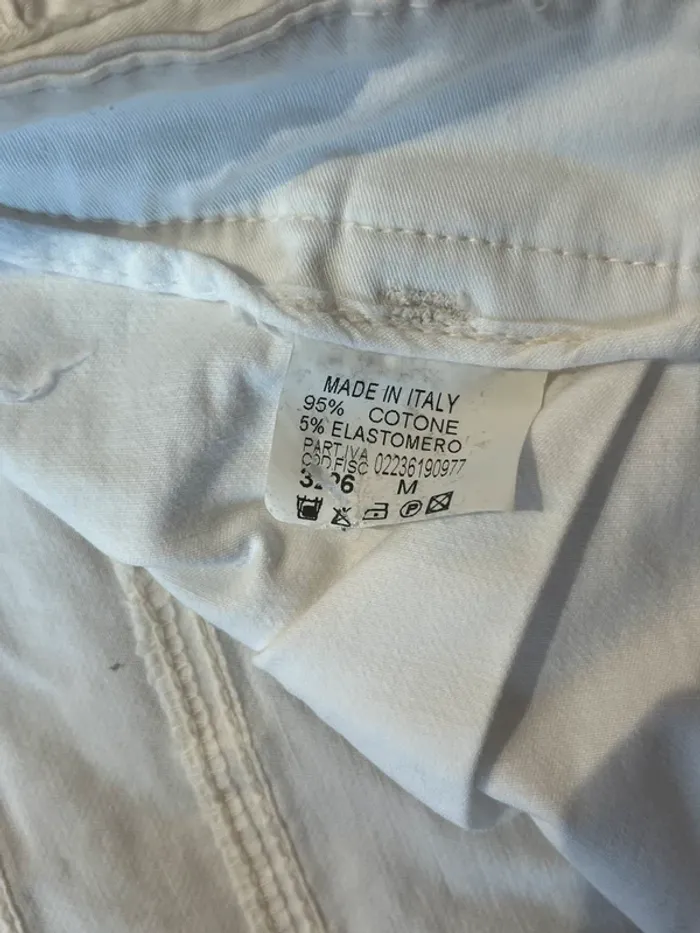 MADE IN ITALY
95% COTONE
5% ELASTOMERO
PART.IVA
COD.FISC 02236190977
M